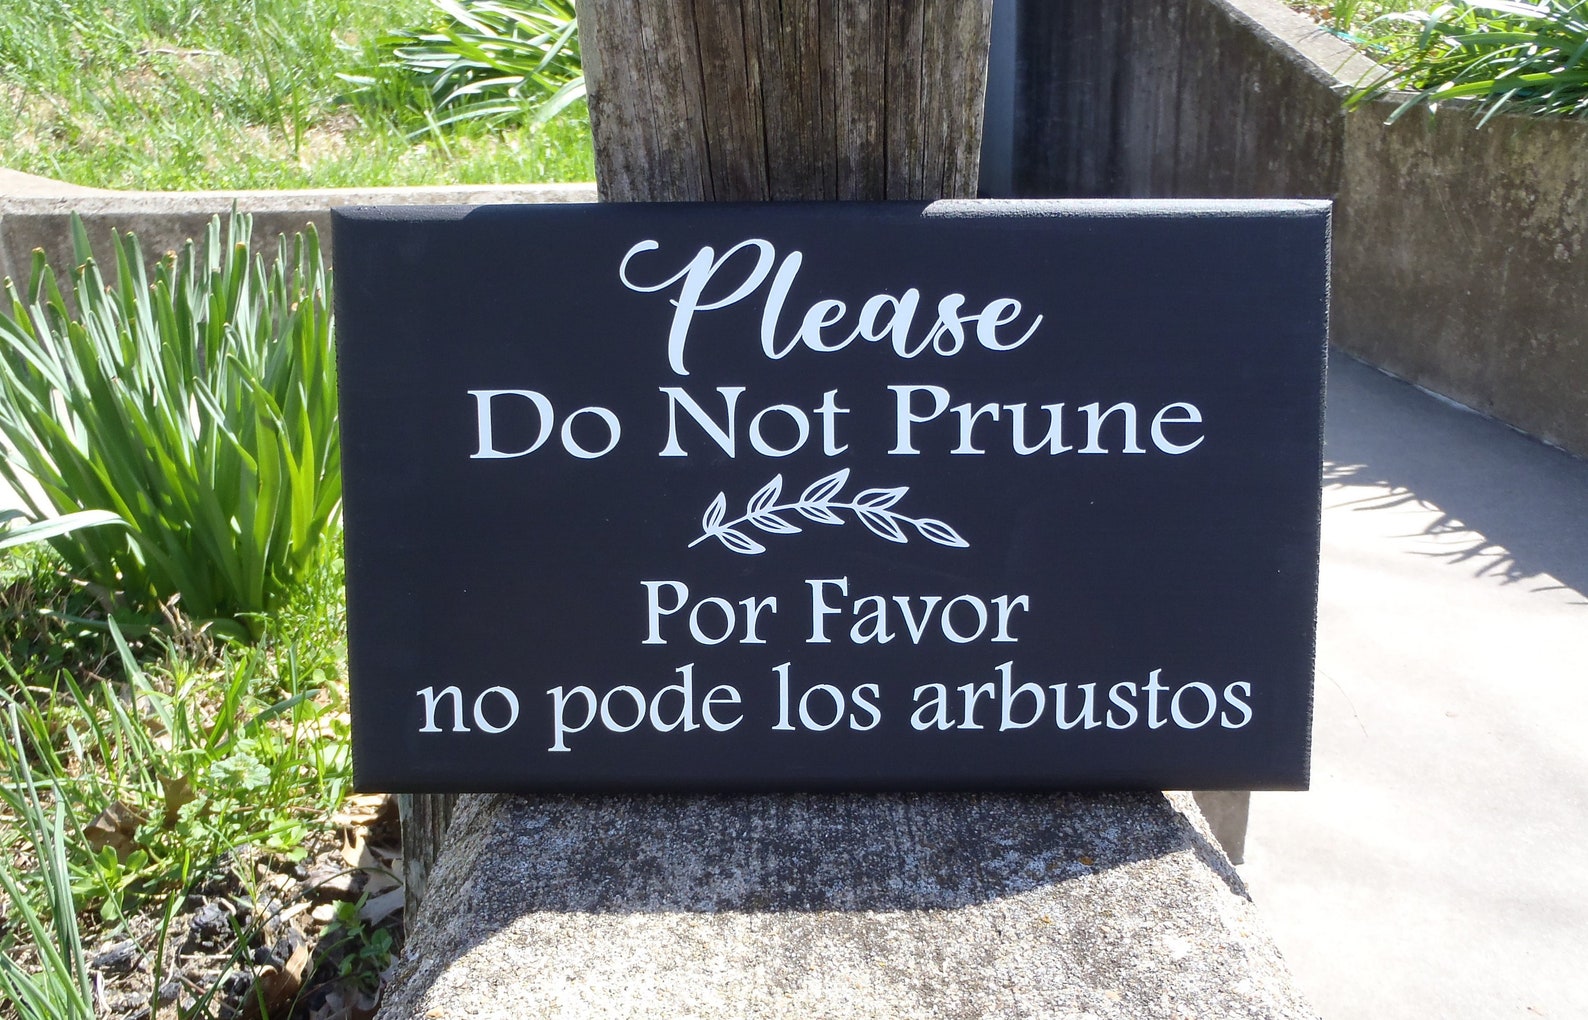 Please
Do Not Prune
Por Favor
no pode los arbustos